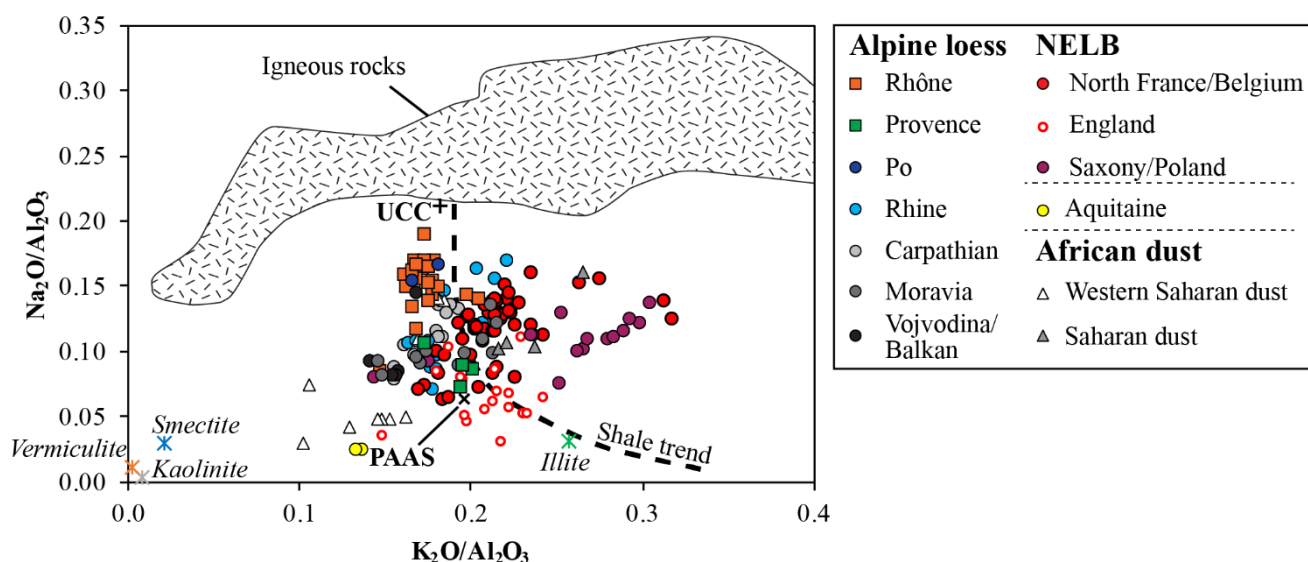 0.35
0.30
0.25
0.20
0.15
0.10
0.05
0.00
Na₂O/Al₂O₃
Igneous rocks
UCC+
Smectite
Vermiculite
Kaolinite
PAAS
Illite
Shale trend
0.0 0.1 0.2 0.3 0.4
K₂O/Al₂O₃
Alpine loess
Rhône
Provence
Po
Rhine
Carpathian
Moravia
Vojvodina/
Balkan
NELB
North France/Belgium
England
Saxony/Poland
Aquitaine
African dust
Western Saharan dust
Saharan dust